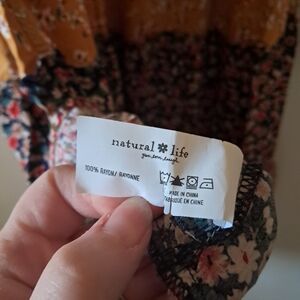 natural life
100% RAYON/ RAYONNE
MADE IN CHINA
FABRIQUÉ EN CHINE